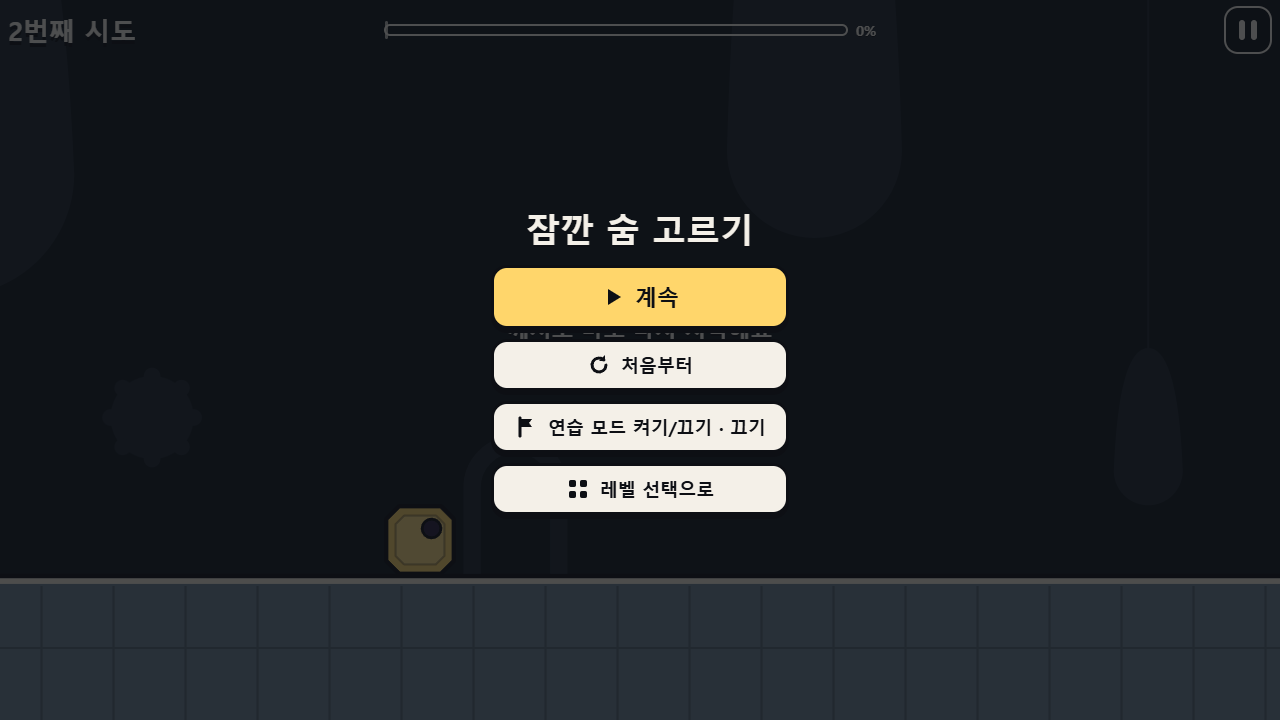 2번째 시도
0%
잠깐 숨 고르기
계속
처음부터
연습 모드 켜기/끄기 · 끄기
레벨 선택으로